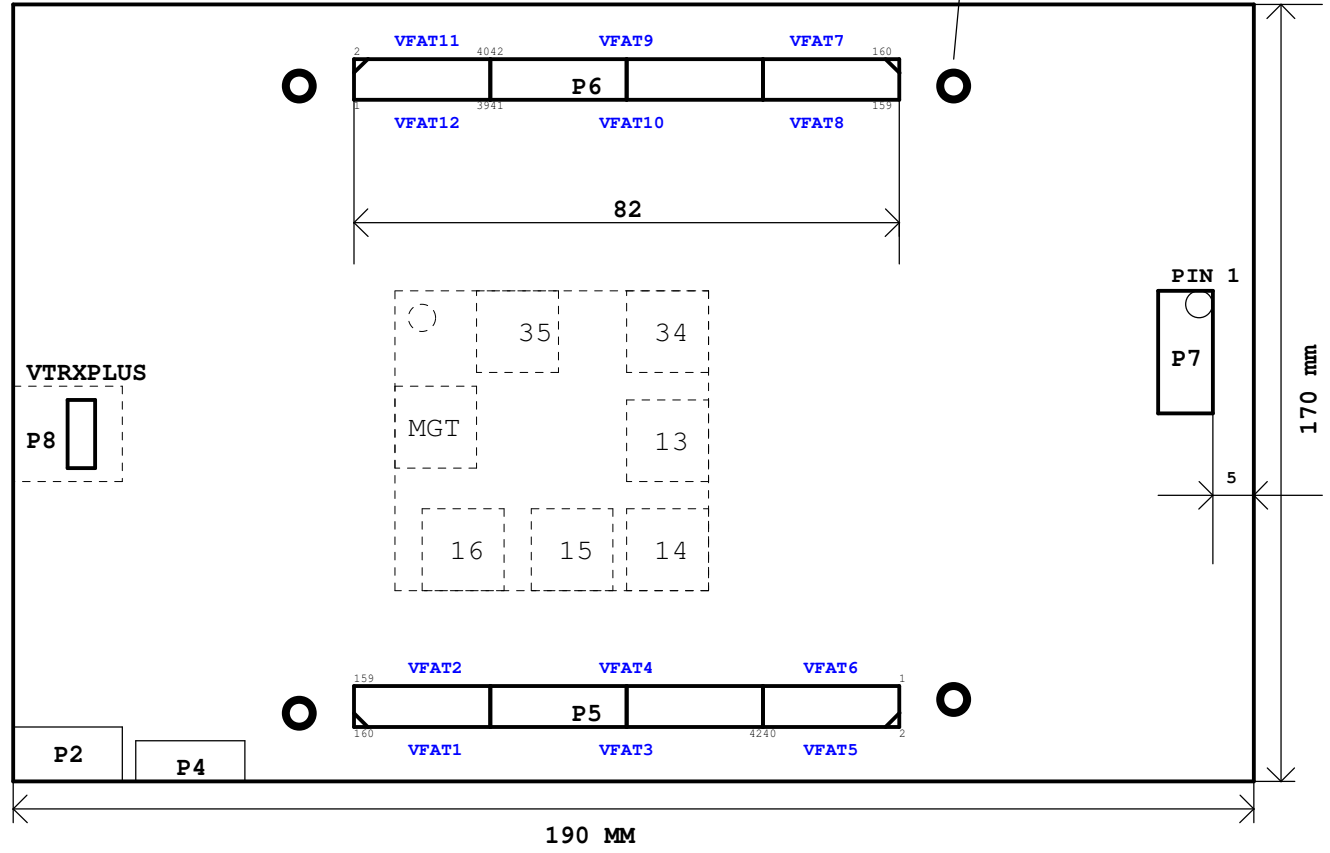 VFAT11 VFAT9 VFAT7
2 4042 160
P6
1 3941 159
VFAT12 VFAT10 VFAT8
82
PIN 1
35 34
P7
170 mm
VTRXPLUS
MGT 13
P8
5
16 15 14
VFAT2 VFAT4 VFAT6
159 1
P5
160 4240 2
VFAT1 VFAT3 VFAT5
P2
P4
190 MM